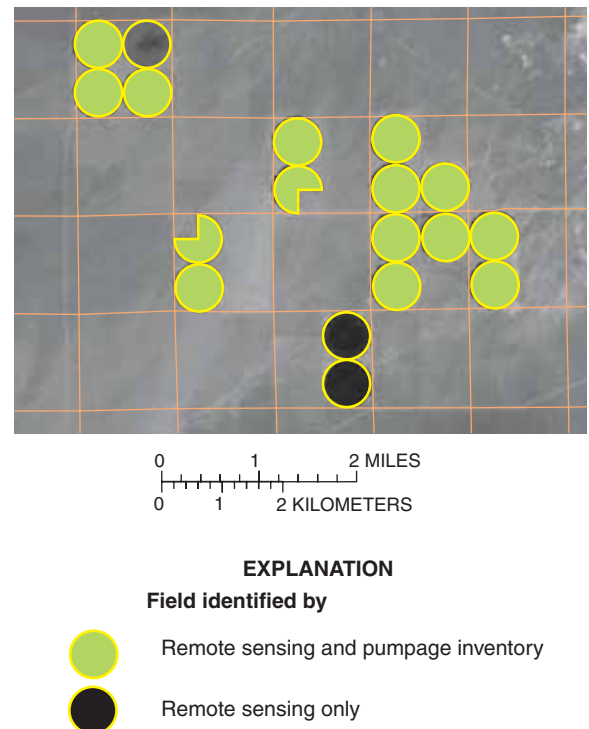 0 1 2 MILES
0 1 2 KILOMETERS
EXPLANATION
Field identified by
Remote sensing and pumpage inventory
Remote sensing only